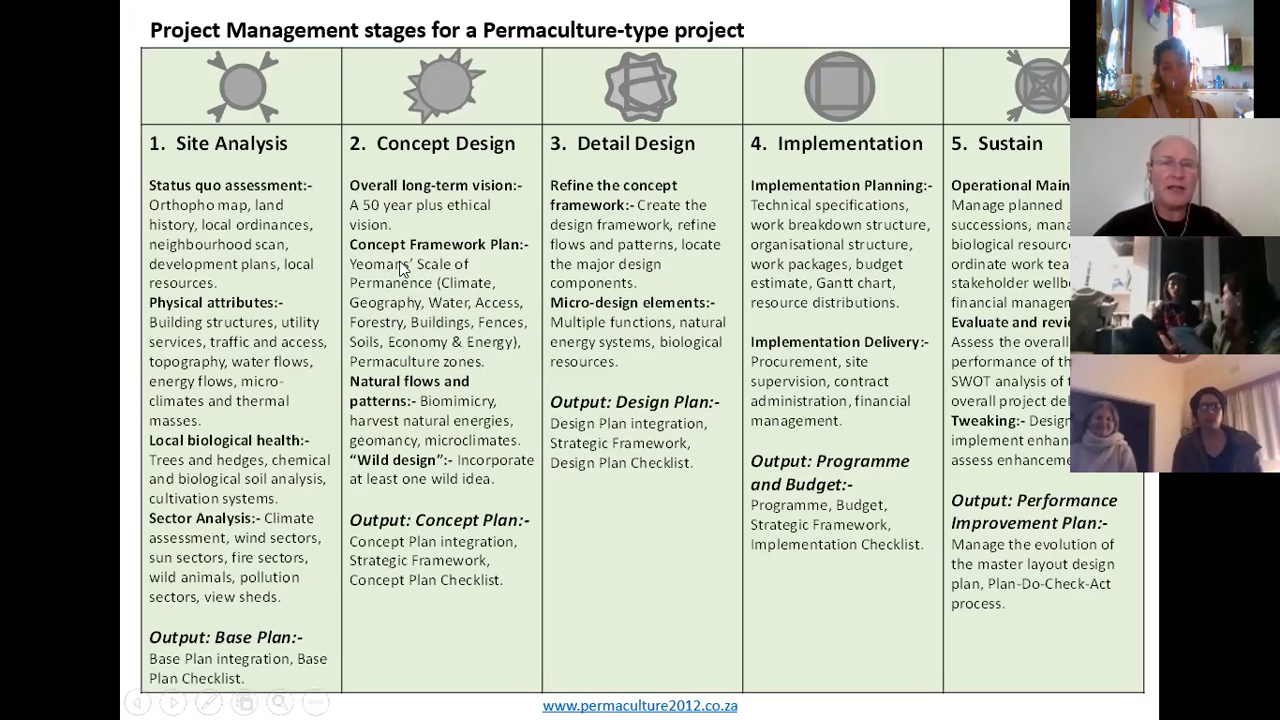 Project Management stages for a Permaculture-type project
1. Site Analysis
Status quo assessment:-
Orthopho map, land
history, local ordinances,
neighbourhood scan,
development plans, local
resources.
Physical attributes:-
Building structures, utility
services, traffic and access,
topography, water flows,
energy flows, micro-
climates and thermal
masses.
Local biological health:-
Trees and hedges, chemical
and biological soil analysis,
cultivation systems.
Sector Analysis:- Climate
assessment, wind sectors,
sun sectors, fire sectors,
wild animals, pollution
sectors, view sheds.
Output: Base Plan:-
Base Plan integration, Base
Plan Checklist.
2. Concept Design
Overall long-term vision:-
A 50 year plus ethical
vision.
Concept Framework Plan:-
Yeomans’ Scale of
Permanence (Climate,
Geography, Water, Access,
Forestry, Buildings, Fences,
Soils, Economy & Energy),
Permaculture zones.
Natural flows and
patterns:- Biomimicry,
harvest natural energies,
geomancy, microclimates.
“Wild design”:- Incorporate
at least one wild idea.
Output: Concept Plan:-
Concept Plan integration,
Strategic Framework,
Concept Plan Checklist.
3. Detail Design
Refine the concept
framework:- Create the
design framework, refine
flows and patterns, locate
the major design
components.
Micro-design elements:-
Multiple functions, natural
energy systems, biological
resources.
Output: Design Plan:-
Design Plan integration,
Strategic Framework,
Design Plan Checklist.
4. Implementation
Implementation Planning:-
Technical specifications,
work breakdown structure,
organisational structure,
work packages, budget
estimate, Gantt chart,
resource distributions.
Implementation Delivery:-
Procurement, site
supervision, contract
administration, financial
management.
Output: Programme
and Budget:-
Programme, Budget,
Strategic Framework,
Implementation Checklist.
5. Sustain
Operational
Manage planned
successions,
biological
work
stakeholder
financial
Evaluate and
Assess the overall
performance of
SWOT analysis of
overall project
Tweaking:-
implement
assess
Output: Performance
Improvement Plan:-
Manage the evolution of
the master layout design
plan, Plan-Do-Check-Act
process.
www.permaculture2012.co.za